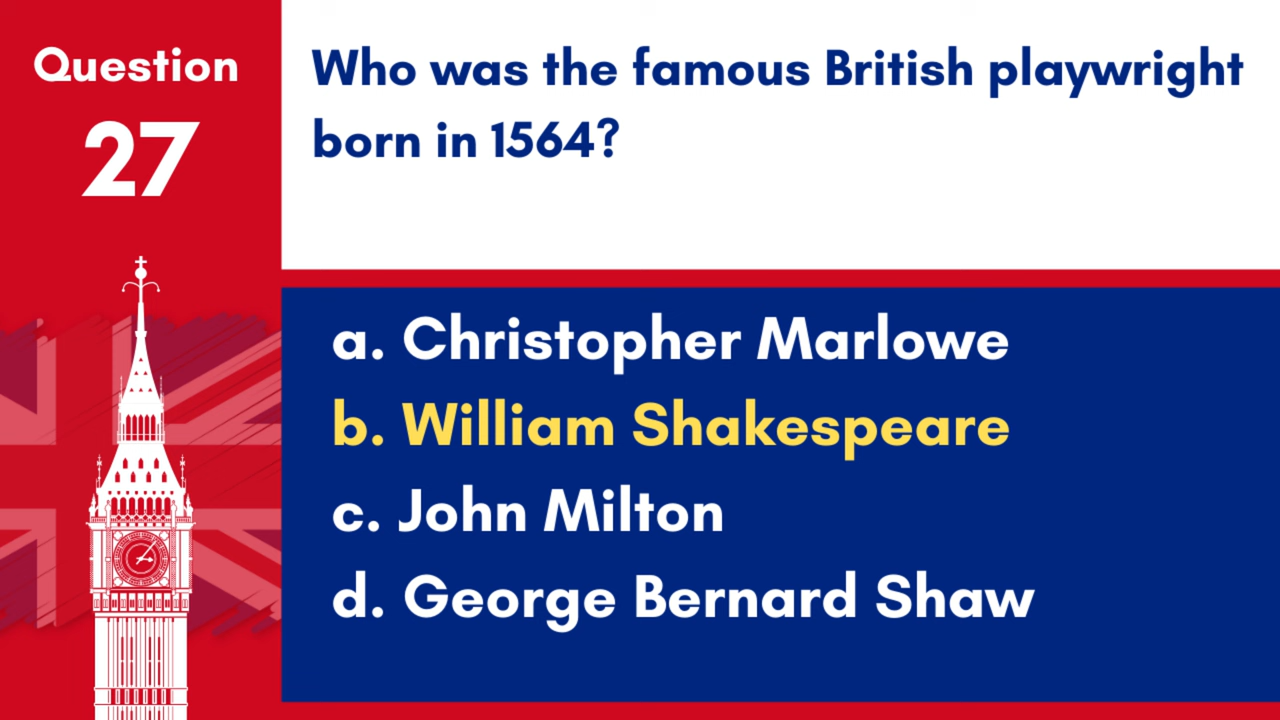 Question
27
Who was the famous British playwright
born in 1564?
a. Christopher Marlowe
b. William Shakespeare
c. John Milton
d. George Bernard Shaw